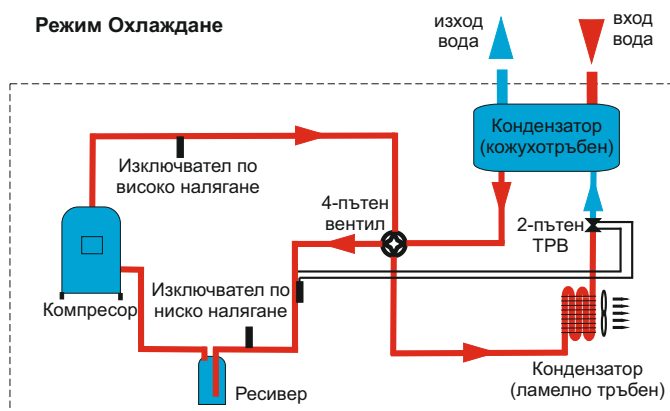 Режим Охлаждане
изход
вода
вход
вода
Кондензатор
(кожухотръбен)
Изключвател по
високо налягане
4-пътен
вентил
2-пътен
ТРВ
Компресор
Изключвател по
ниско налягане
Ресивер
Кондензатор
(ламелно тръбен)